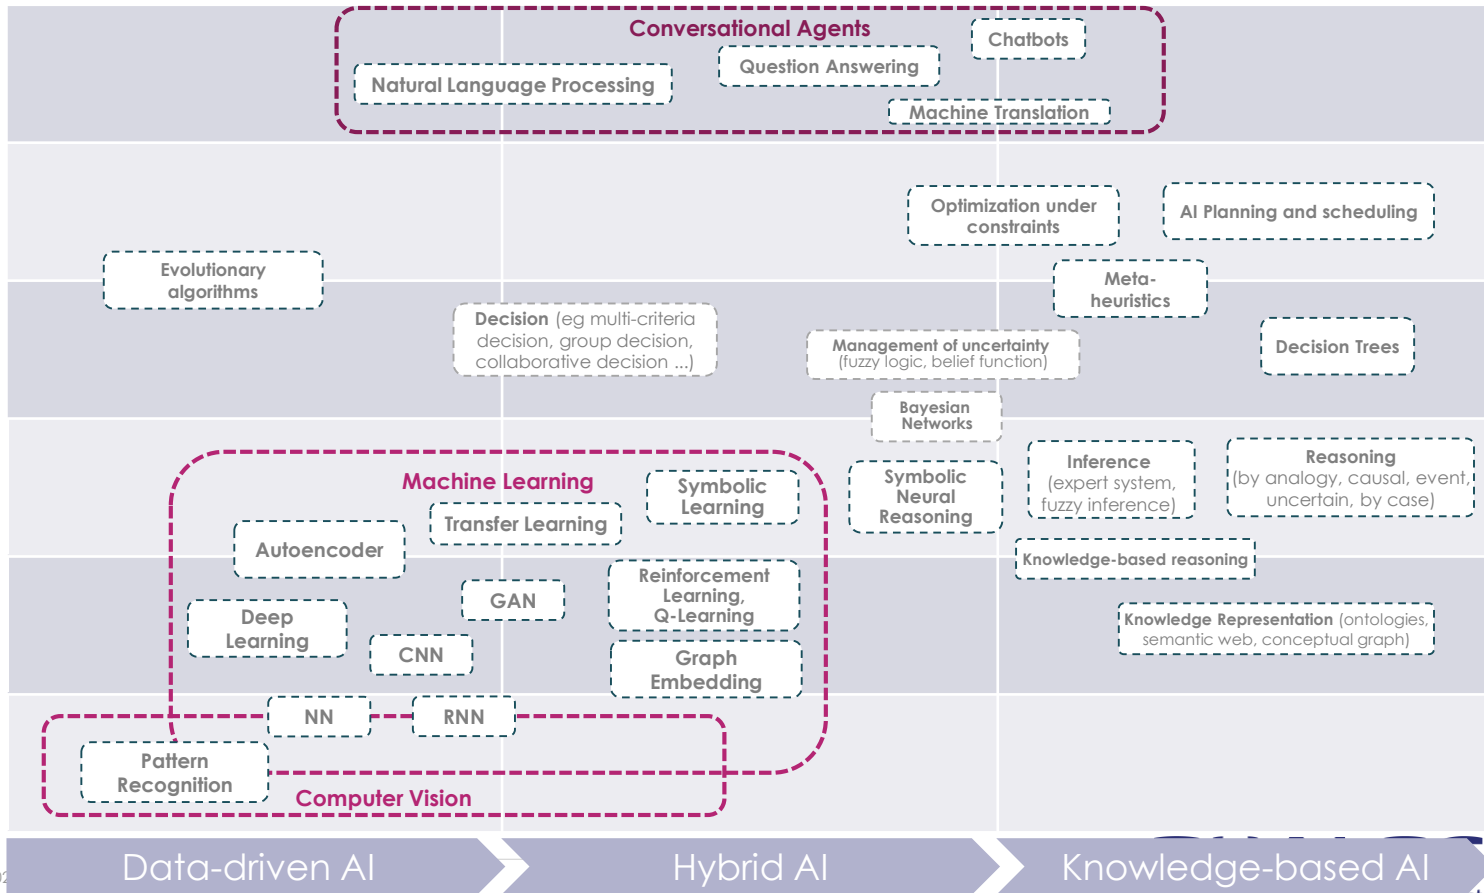 Conversational Agents
Chatbots
Question Answering
Natural Language Processing
Machine Translation
Optimization under
constraints
AI Planning and scheduling
Evolutionary
algorithms
Meta-
heuristics
Decision (eg multi-criteria
decision, group decision,
collaborative decision ...)
Management of uncertainty
(fuzzy logic, belief function)
Decision Trees
Bayesian
Networks
Machine Learning
Symbolic
Learning
Symbolic
Neural
Reasoning
Inference
(expert system,
fuzzy inference)
Reasoning
(by analogy, causal, event,
uncertain, by case)
Transfer Learning
Autoencoder
Knowledge-based reasoning
Reinforcement
Learning,
Q-Learning
GAN
Deep
Learning
Knowledge Representation (ontologies,
semantic web, conceptual graph)
CNN
Graph
Embedding
NN
RNN
Pattern
Recognition
Computer Vision
Data-driven AI
Hybrid AI
Knowledge-based AI